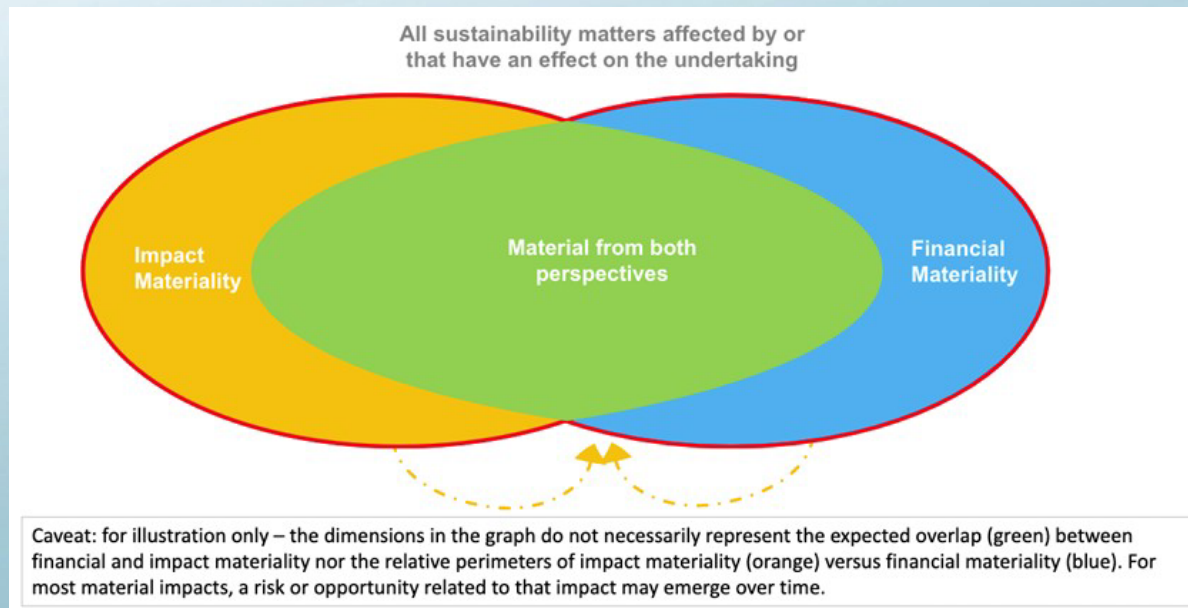 All sustainability matters affected by or
that have an effect on the undertaking
Impact
Materiality
Material from both
perspectives
Financial
Materiality
Caveat: for illustration only – the dimensions in the graph do not necessarily represent the expected overlap (green) between
financial and impact materiality nor the relative perimeters of impact materiality (orange) versus financial materiality (blue). For
most material impacts, a risk or opportunity related to that impact may emerge over time.